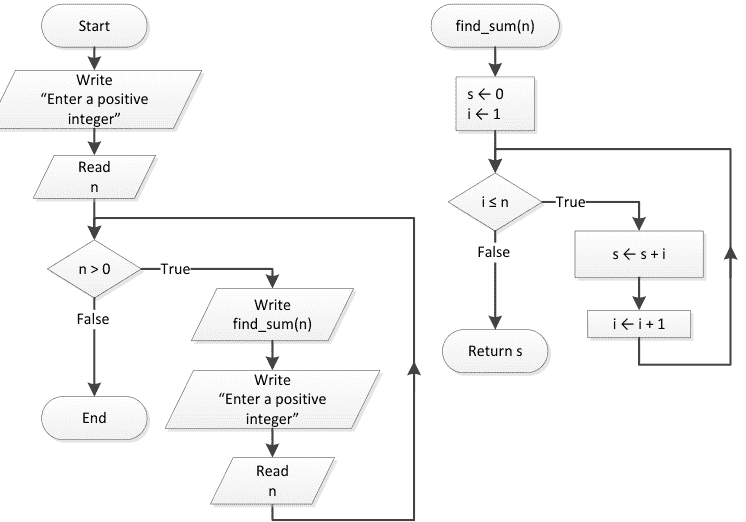 Start
Write
“Enter a positive
integer”
Read
n
n > 0
True
False
Write
find_sum(n)
Write
“Enter a positive
integer”
Read
n
End
find_sum(n)
s ← 0
i ← 1
i ≤ n
True
False
s ← s + i
i ← i + 1
Return s